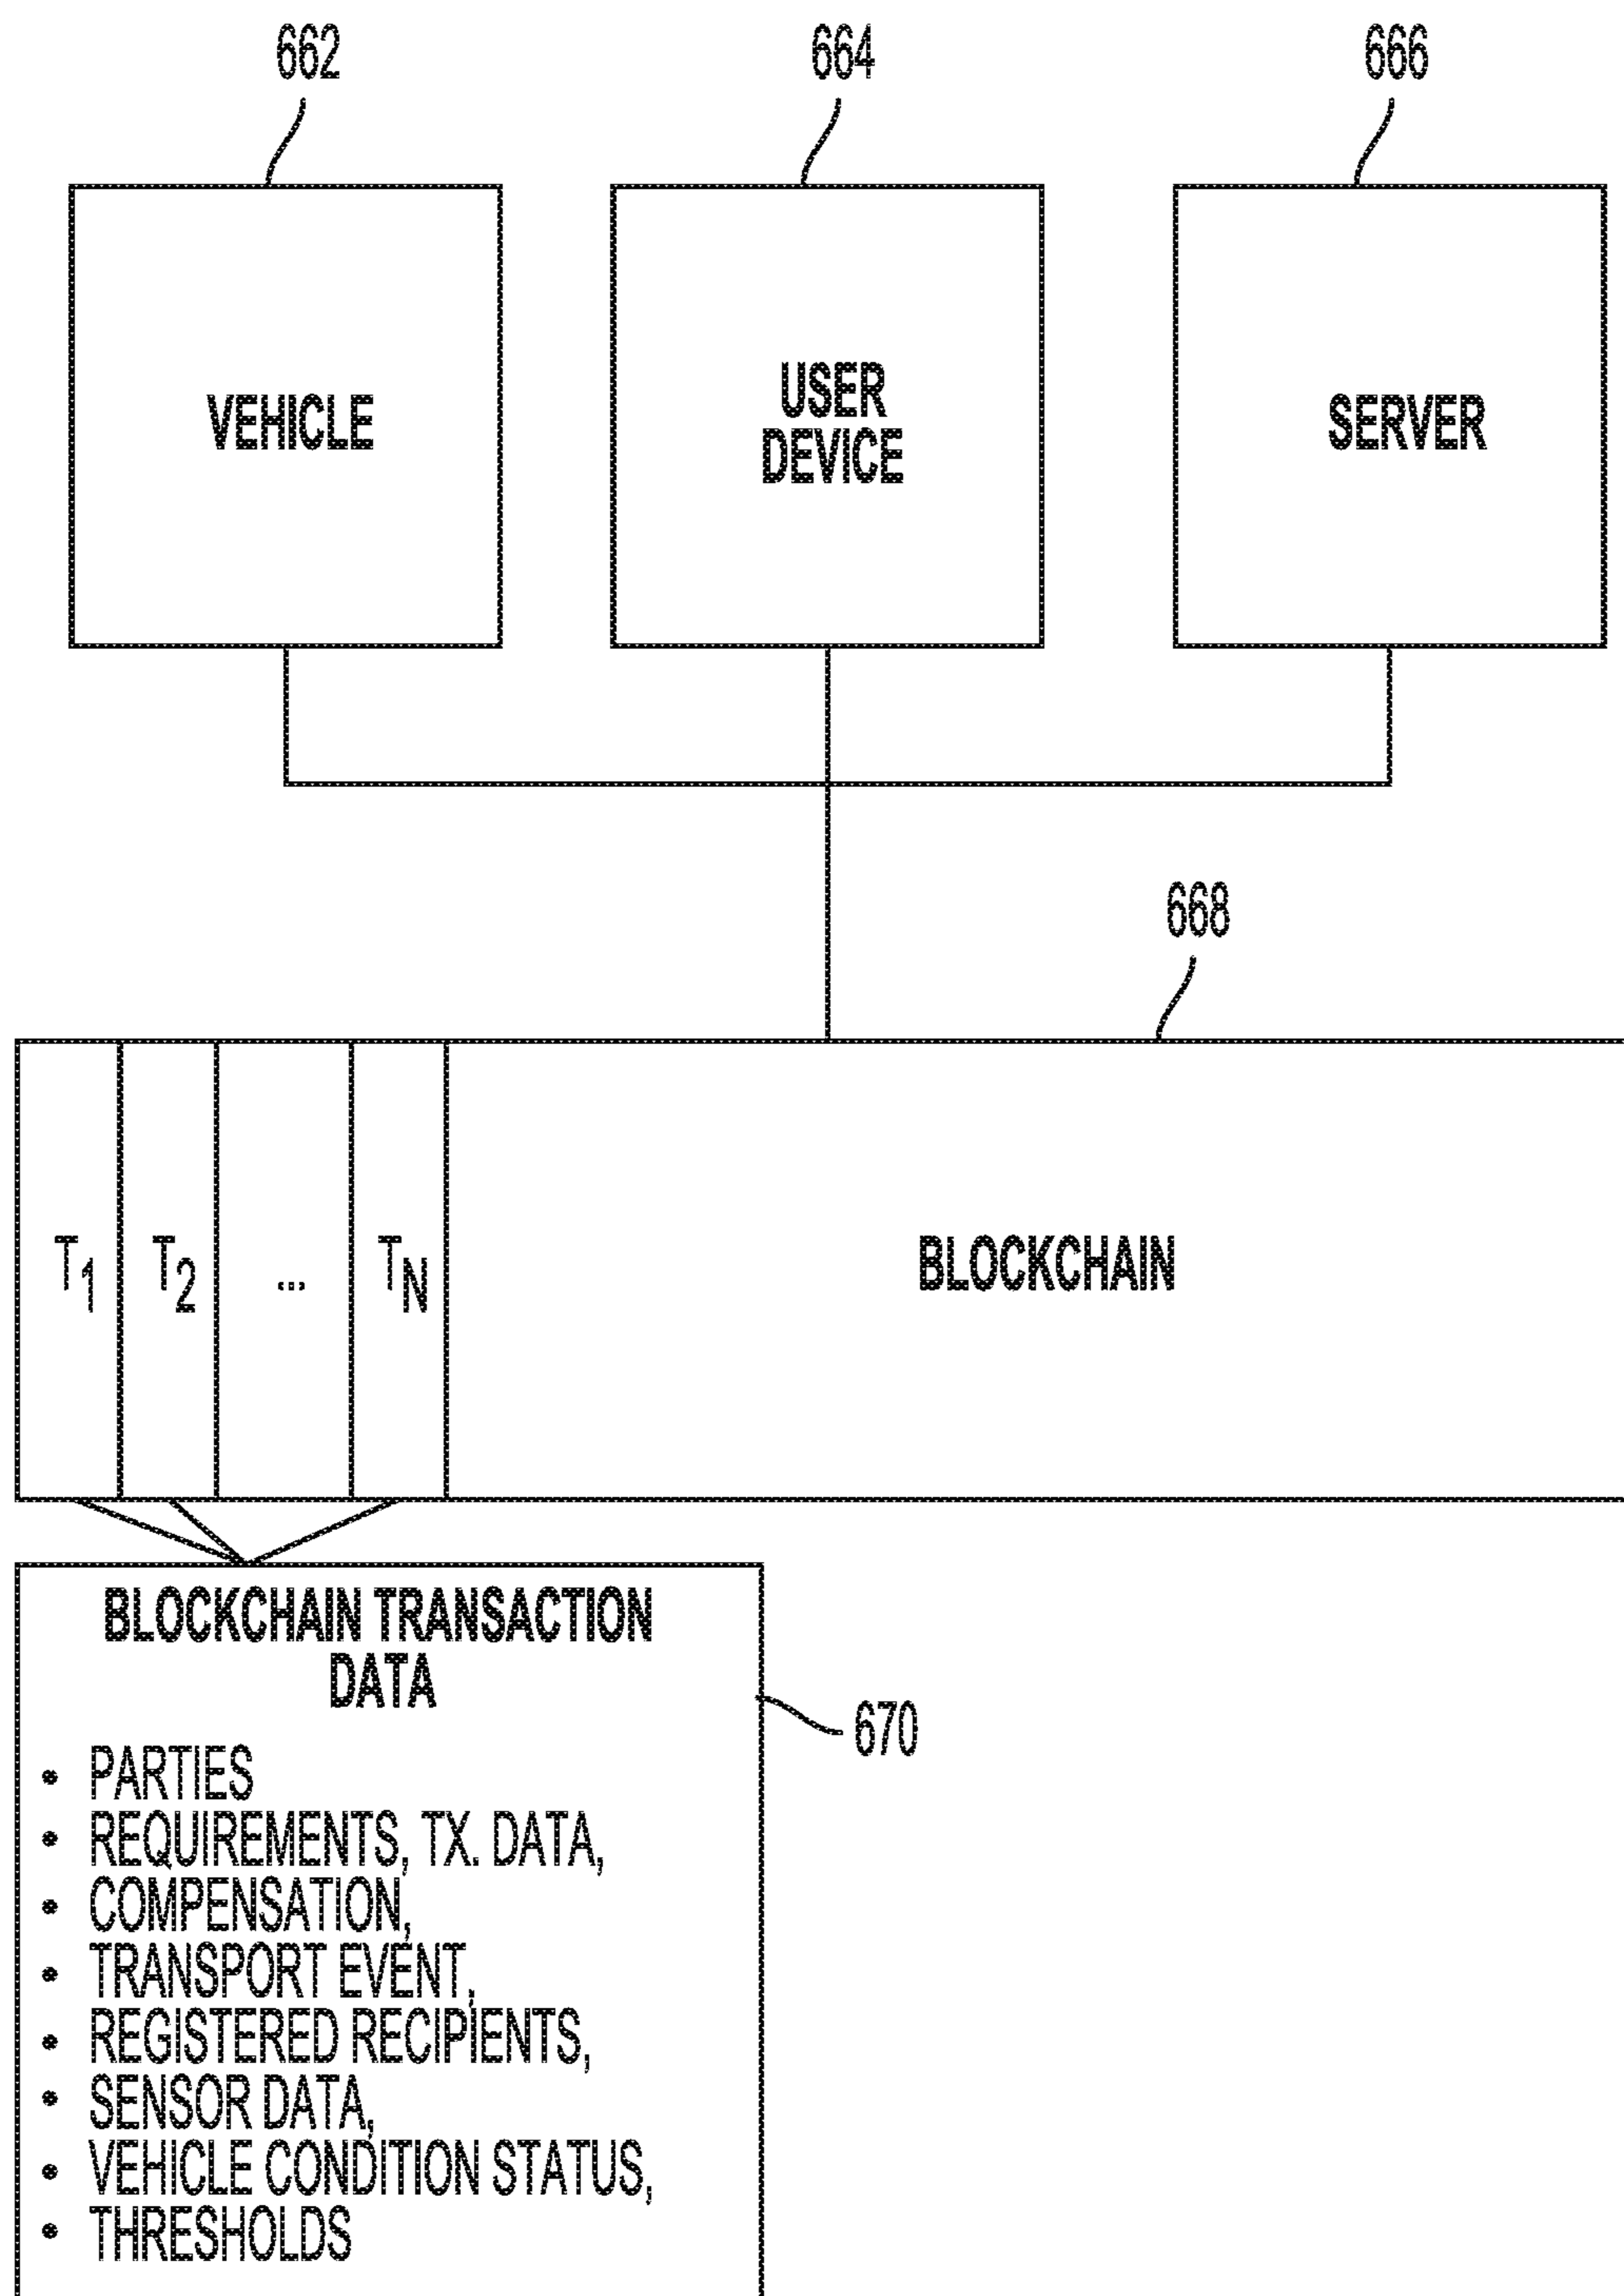 662
664
666
VEHICLE
USER
DEVICE
SERVER
668
T1
T2
...
TN
BLOCKCHAIN
BLOCKCHAIN TRANSACTION
DATA
670
• PARTIES
• REQUIREMENTS, TX. DATA,
• COMPENSATION,
• TRANSPORT EVENT,
• REGISTERED RECIPIENTS,
• SENSOR DATA,
• VEHICLE CONDITION STATUS,
• THRESHOLDS